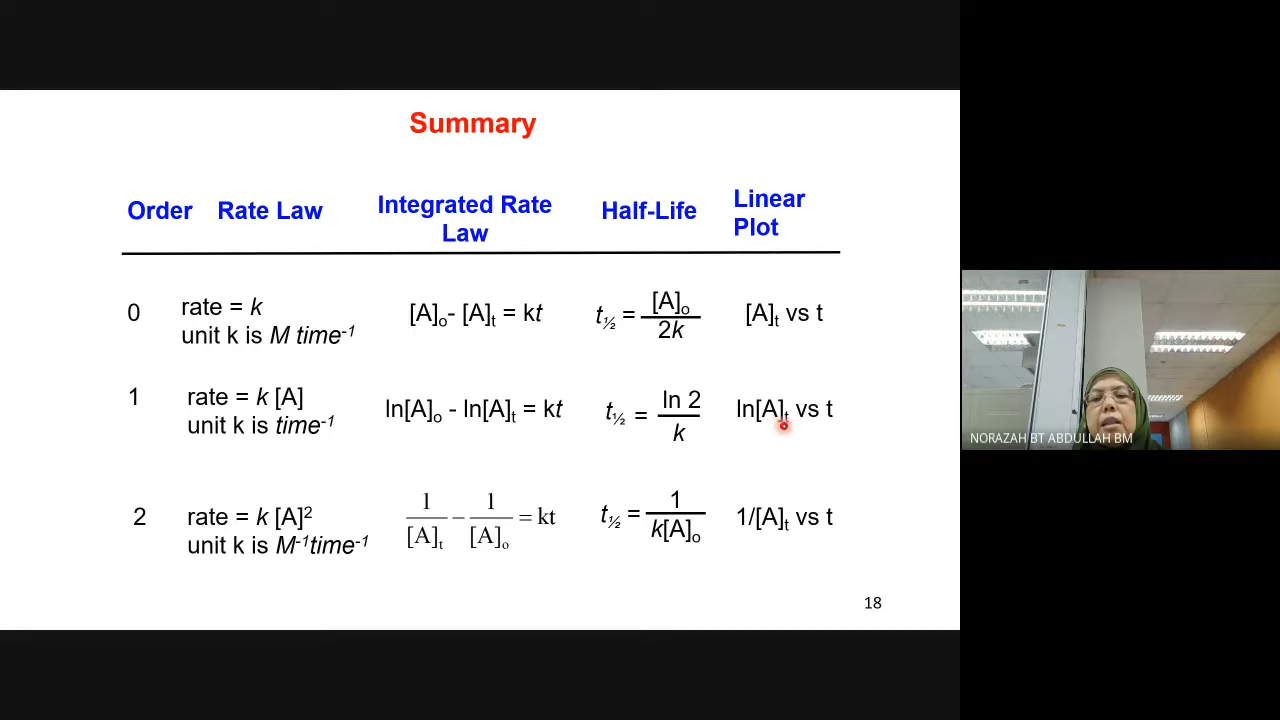 Summary
Order Rate Law Integrated Rate Law Half-Life Linear Plot
0 rate = k
unit k is M time⁻¹
[A]ₒ- [A]ₜ = kt
t½ = [A]ₒ / 2k
[A]ₜ vs t
1 rate = k [A]
unit k is time⁻¹
ln[A]ₒ - ln[A]ₜ = kt
t½ = ln 2 / k
ln[A]ₜ vs t
2 rate = k [A]²
unit k is M⁻¹time⁻¹
1/[A]ₜ − 1/[A]ₒ = kt
t½ = 1 / k[A]ₒ
1/[A]ₜ vs t
18
NORAZAH BT ABDULLAH BM